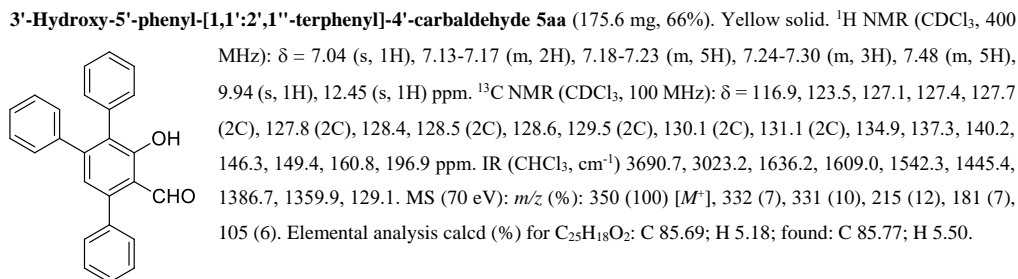 3'-Hydroxy-5'-phenyl-[1,1':2',1''-terphenyl]-4'-carbaldehyde 5aa (175.6 mg, 66%). Yellow solid. ¹H NMR (CDCl₃, 400
MHz): δ = 7.04 (s, 1H), 7.13-7.17 (m, 2H), 7.18-7.23 (m, 5H), 7.24-7.30 (m, 3H), 7.48 (m, 5H),
9.94 (s, 1H), 12.45 (s, 1H) ppm. ¹³C NMR (CDCl₃, 100 MHz): δ = 116.9, 123.5, 127.1, 127.4, 127.7
(2C), 127.8 (2C), 128.4, 128.5 (2C), 128.6, 129.5 (2C), 130.1 (2C), 131.1 (2C), 134.9, 137.3, 140.2,
146.3, 149.4, 160.8, 196.9 ppm. IR (CHCl₃, cm⁻¹) 3690.7, 3023.2, 1636.2, 1609.0, 1542.3, 1445.4,
1386.7, 1359.9, 129.1. MS (70 eV): m/z (%): 350 (100) [M⁺], 332 (7), 331 (10), 215 (12), 181 (7),
105 (6). Elemental analysis calcd (%) for C₂₅H₁₈O₂: C 85.69; H 5.18; found: C 85.77; H 5.50.
OH
CHO